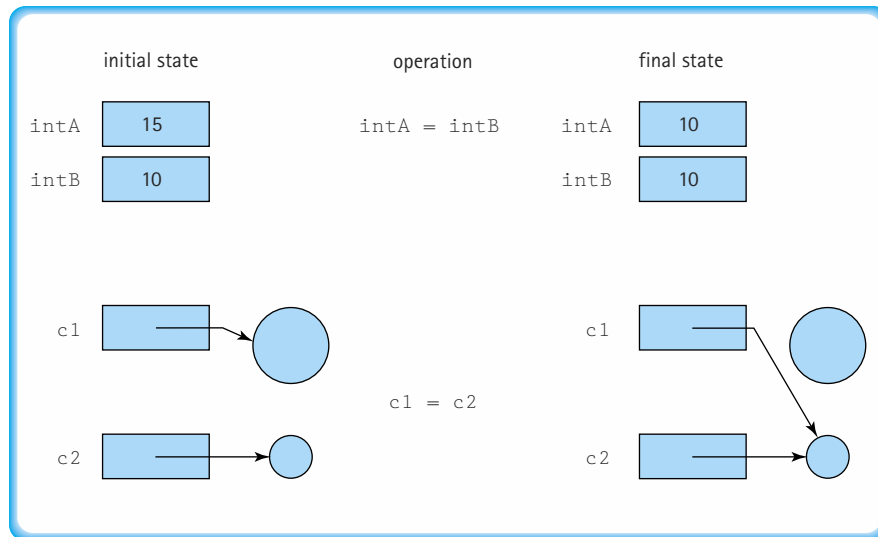 initial state operation final state
intA 15 intA = intB intA 10
intB 10 intB 10
c1 c1
c1 = c2
c2 c2